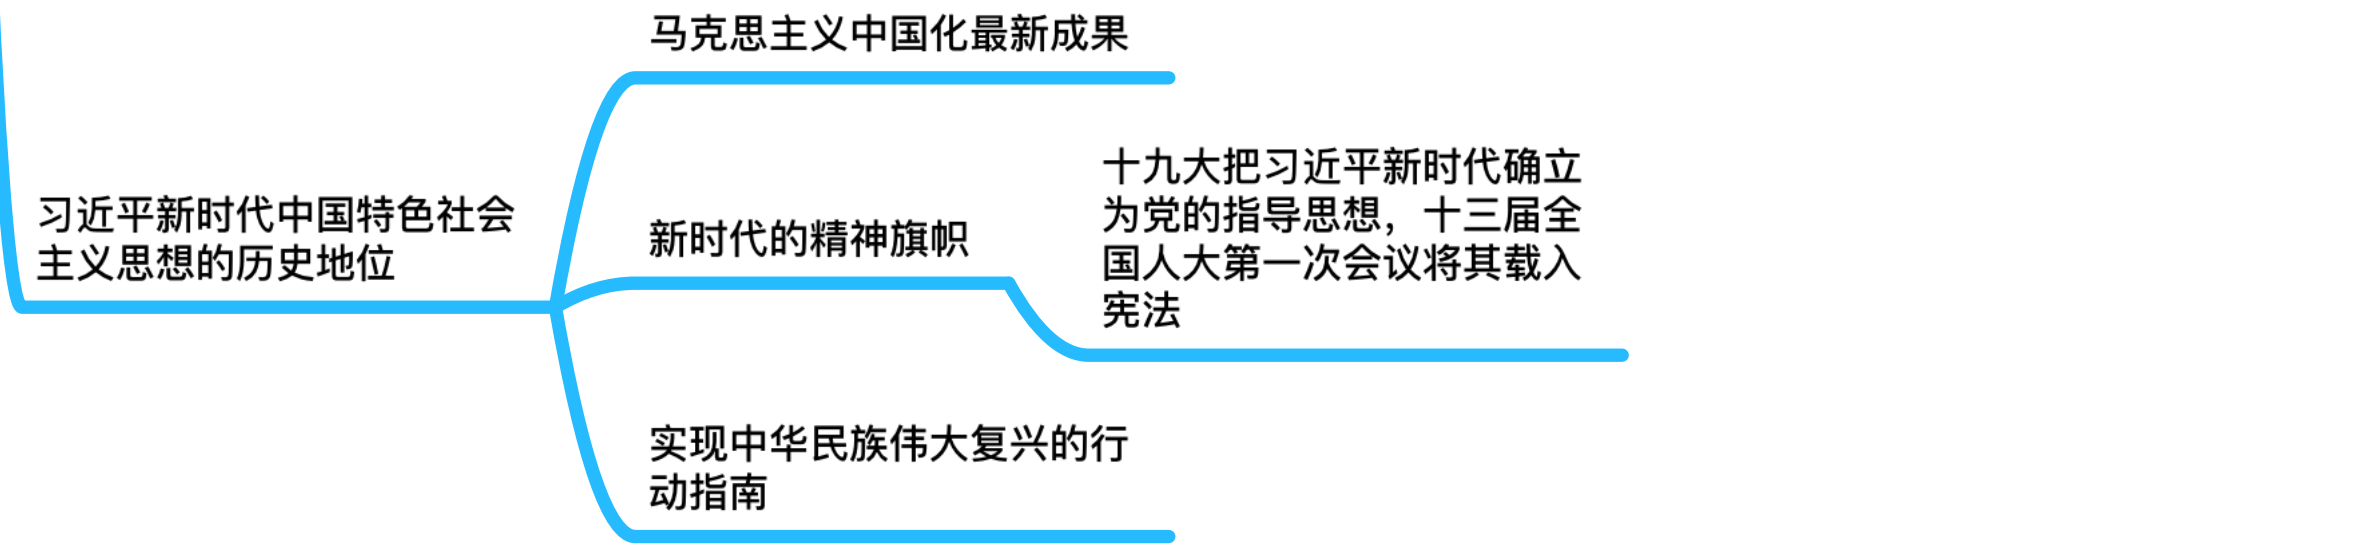 马克思主义中国化最新成果
习近平新时代中国特色社会
主义思想的历史地位
新时代的精神旗帜
十九大把习近平新时代确立
为党的指导思想，十三届全
国人大第一次会议将其载入
宪法
实现中华民族伟大复兴的行
动指南